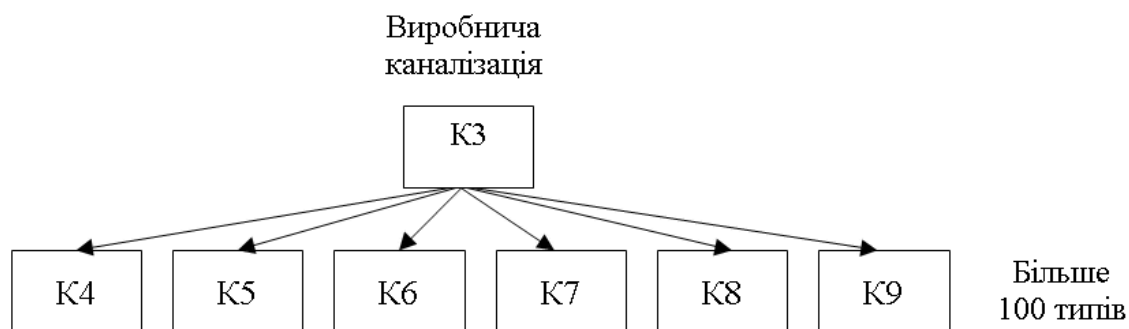 Виробнича
каналізація
К3
К4 К5 К6 К7 К8 К9
Більше
100 типів